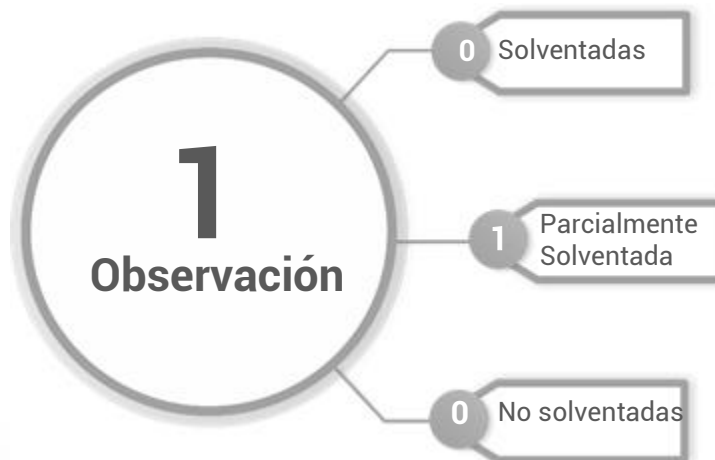 1
Observación
0 Solventadas
1 Parcialmente
Solventada
0 No solventadas